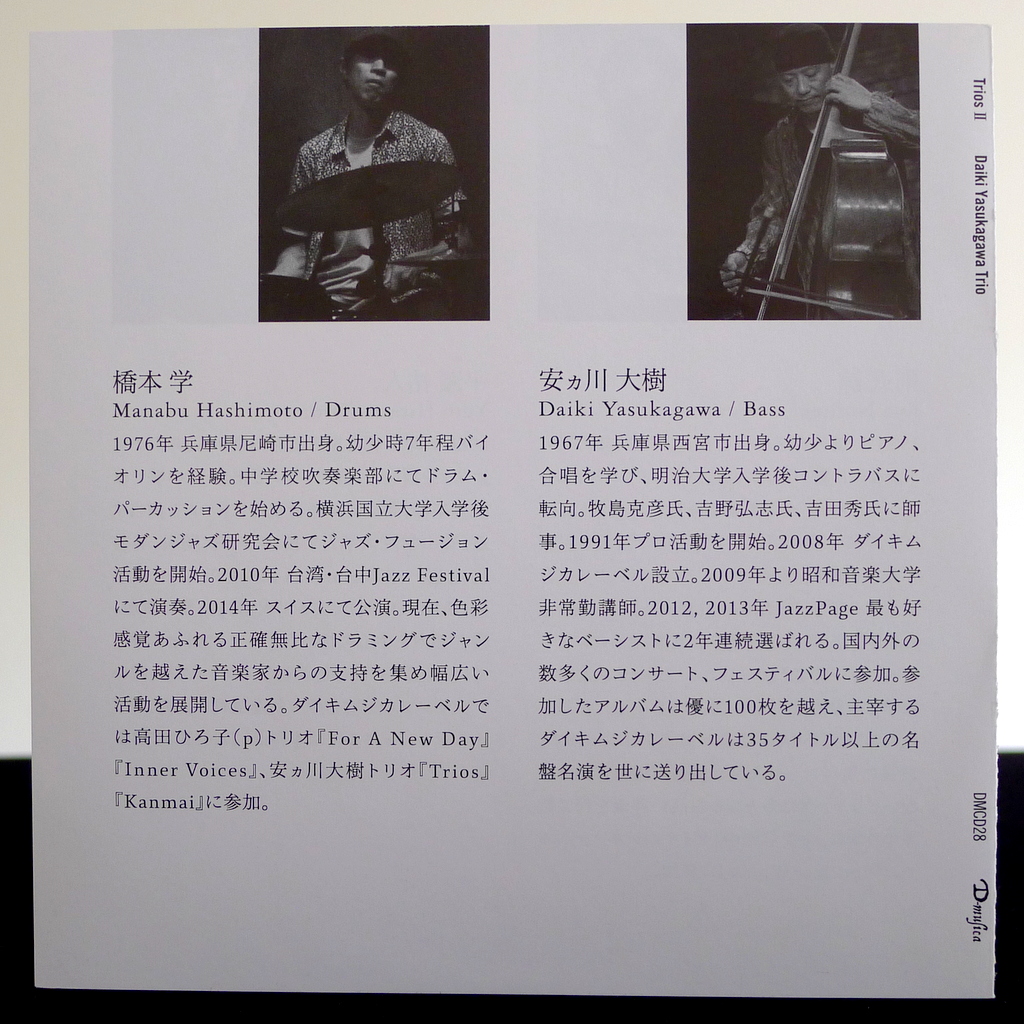 橋本 学
Manabu Hashimoto / Drums
1976年 兵庫県尼崎市出身。幼少時7年程バイ
オリンを経験。中学校吹奏楽部にてドラム・
パーカッションを始める。横浜国立大学入学後
モダンジャズ研究会にてジャズ・フュージョン
活動を開始。2010年 台湾・台中Jazz Festival
にて演奏。2014年 スイスにて公演。現在、色彩
感覚あふれる正確無比なドラミングでジャン
ルを越えた音楽家からの支持を集め幅広い
活動を展開している。ダイキムジカレーベルで
は高田ひろ子(p)トリオ『For A New Day』
『Inner Voices』、安ヵ川大樹トリオ『Trios』
『Kanmai』に参加。
安ヵ川 大樹
Daiki Yasukagawa / Bass
1967年 兵庫県西宮市出身。幼少よりピアノ、
合唱を学び、明治大学入学後コントラバスに
転向。牧島克彦氏、吉野弘志氏、吉田秀氏に師
事。1991年プロ活動を開始。2008年 ダイキム
ジカレーベル設立。2009年より昭和音楽大学
非常勤講師。2012, 2013年 JazzPage 最も好
きなベーシストに2年連続選ばれる。国内外の
数多くのコンサート、フェスティバルに参加。参
加したアルバムは優に100枚を越え、主宰する
ダイキムジカレーベルは35タイトル以上の名
盤名演を世に送り出している。
Trios II Daiki Yasukagawa Trio
DMCD28
D-musica